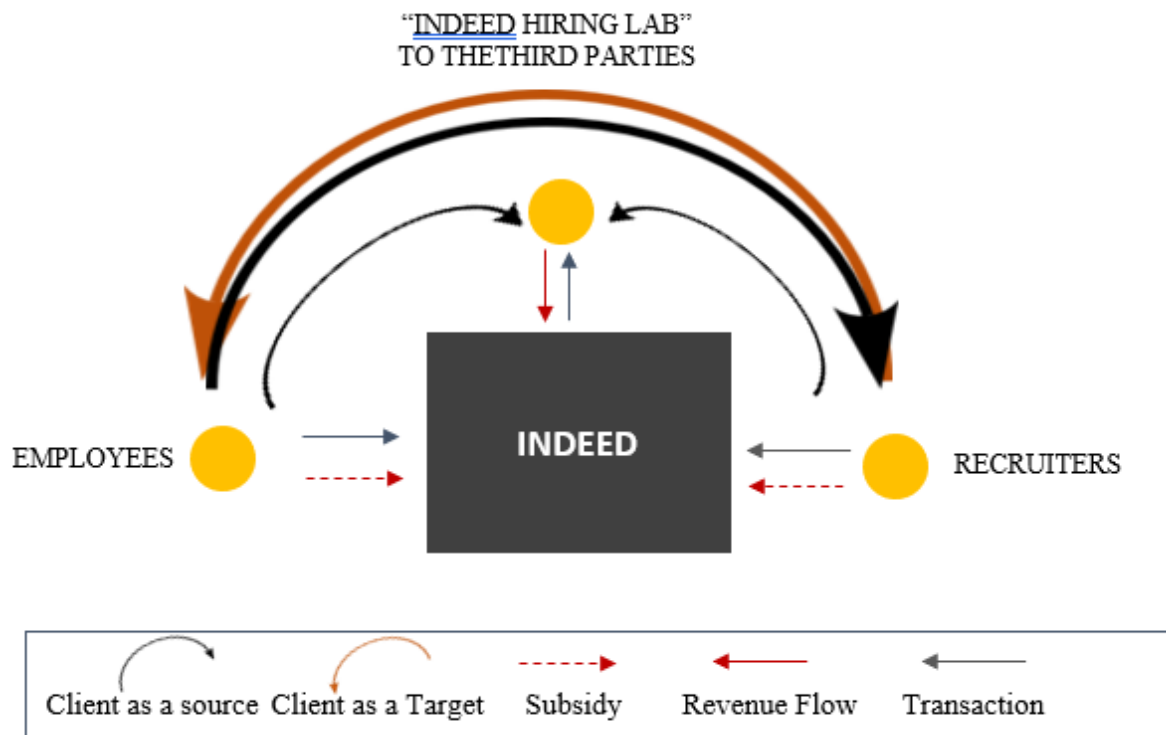 “INDEED HIRING LAB”
TO THETHIRD PARTIES
EMPLOYEES
INDEED
RECRUITERS
Client as a source
Client as a Target
Subsidy
Revenue Flow
Transaction